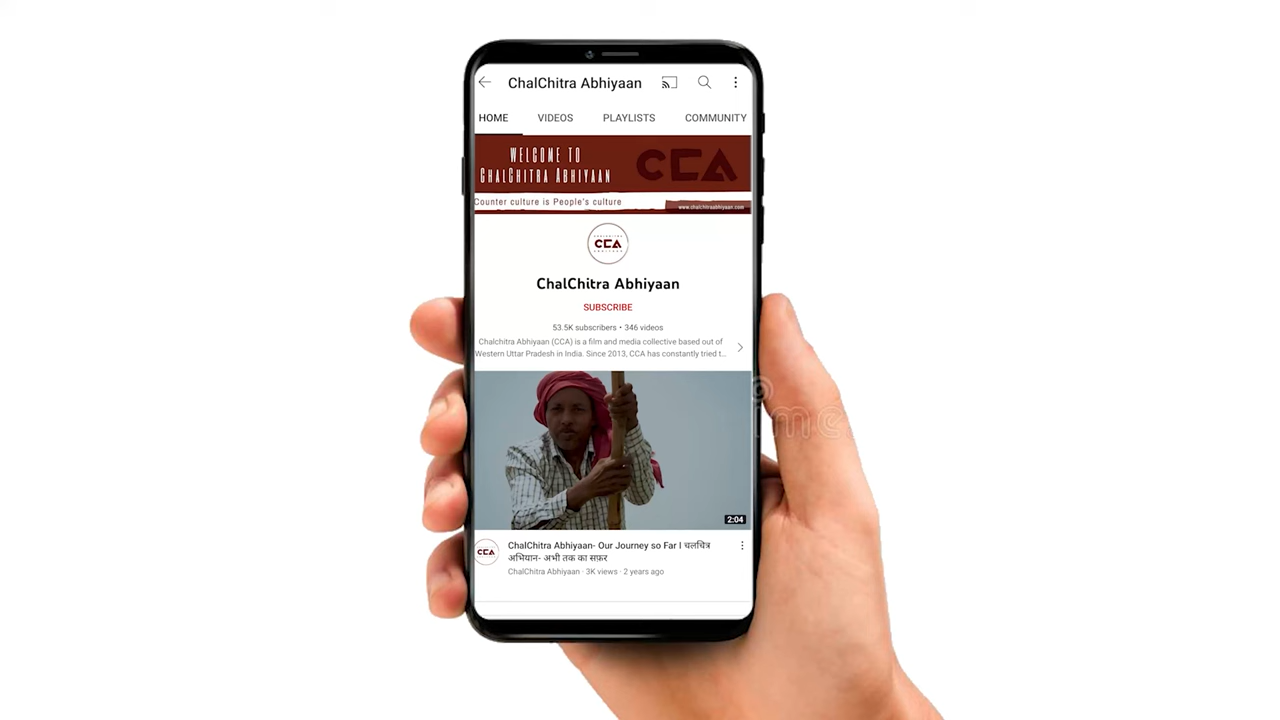 ChalChitra Abhiyaan
HOME VIDEOS PLAYLISTS COMMUNITY
WELCOME TO
CHALCHITRA ABHIYAAN
CCA
Counter culture is People's culture
www.chalchitraabhiyaan.com
CCA
ChalChitra Abhiyaan
SUBSCRIBE
53.5K subscribers • 346 videos
Chalchitra Abhiyaan (CCA) is a film and media collective based out of
Western Uttar Pradesh in India. Since 2013, CCA has constantly tried t...
2:04
CCA
ChalChitra Abhiyaan- Our Journey so Far l चलचित्र
अभियान- अभी तक का सफ़र
ChalChitra Abhiyaan · 3K views · 2 years ago